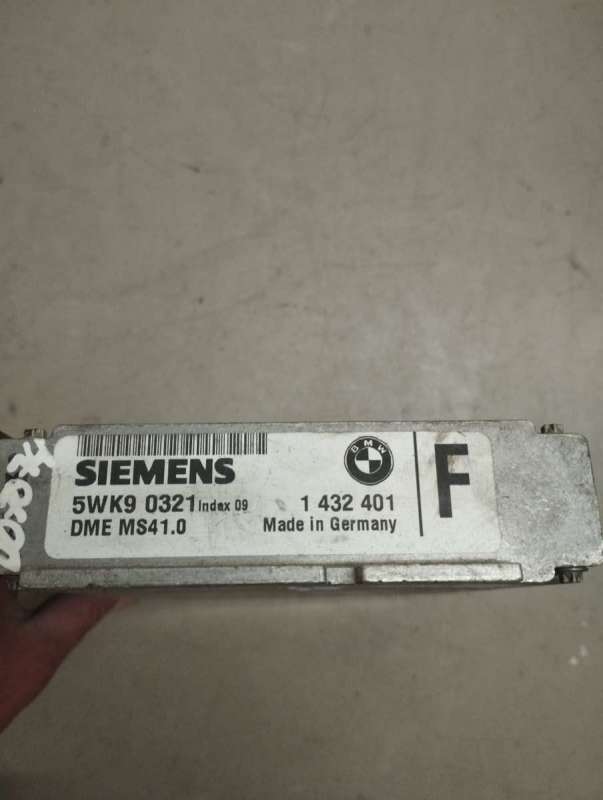 SIEMENS
BMW
F
5WK9 0321 Index 09 1 432 401
DME MS41.0 Made in Germany